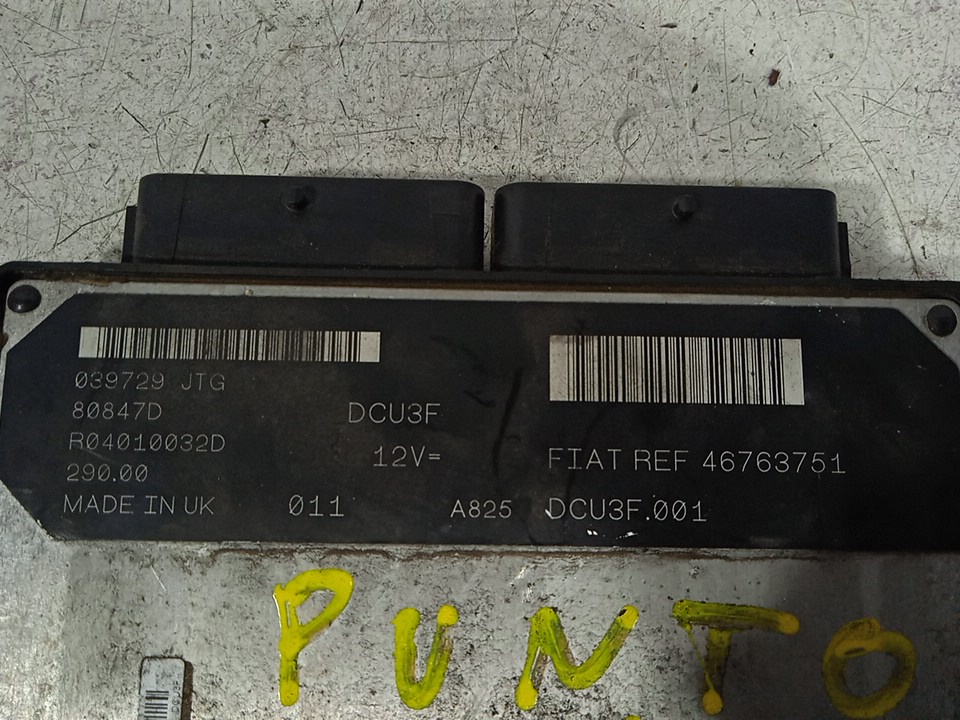 039729 JTG
80847D
R04010032D
290.00
MADE IN UK
011
DCU3F
12V=
A825
FIAT REF 46763751
DCU3F.001
PUNTO